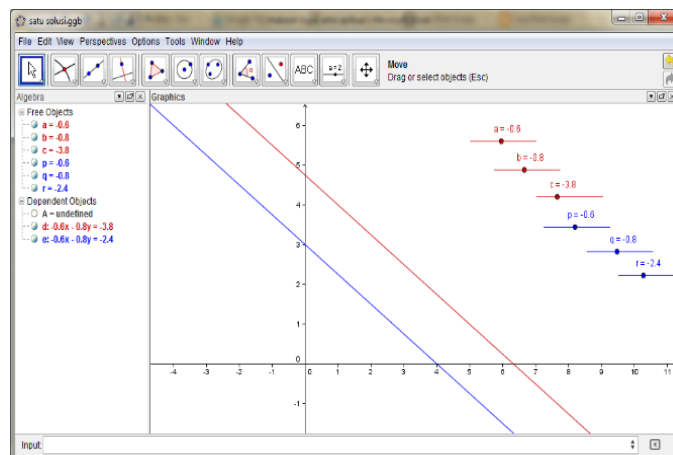 satu solusi.ggb
File Edit View Perspectives Options Tools Window Help
ABC
a=2
Move
Drag or select objects (Esc)
Algebra
Graphics
Free Objects
a = -0.6
b = -0.8
c = -3.8
p = -0.6
q = -0.8
r = -2.4
Dependent Objects
A = undefined
d: -0.6x - 0.8y = -3.8
e: -0.6x - 0.8y = -2.4
a = -0.6
b = -0.8
c = -3.8
p = -0.6
q = -0.8
r = -2.4
6
5
4
3
2
1
0
-1
-4 -3 -2 -1 0 1 2 3 4 5 6 7 8 9 10 11
Input: